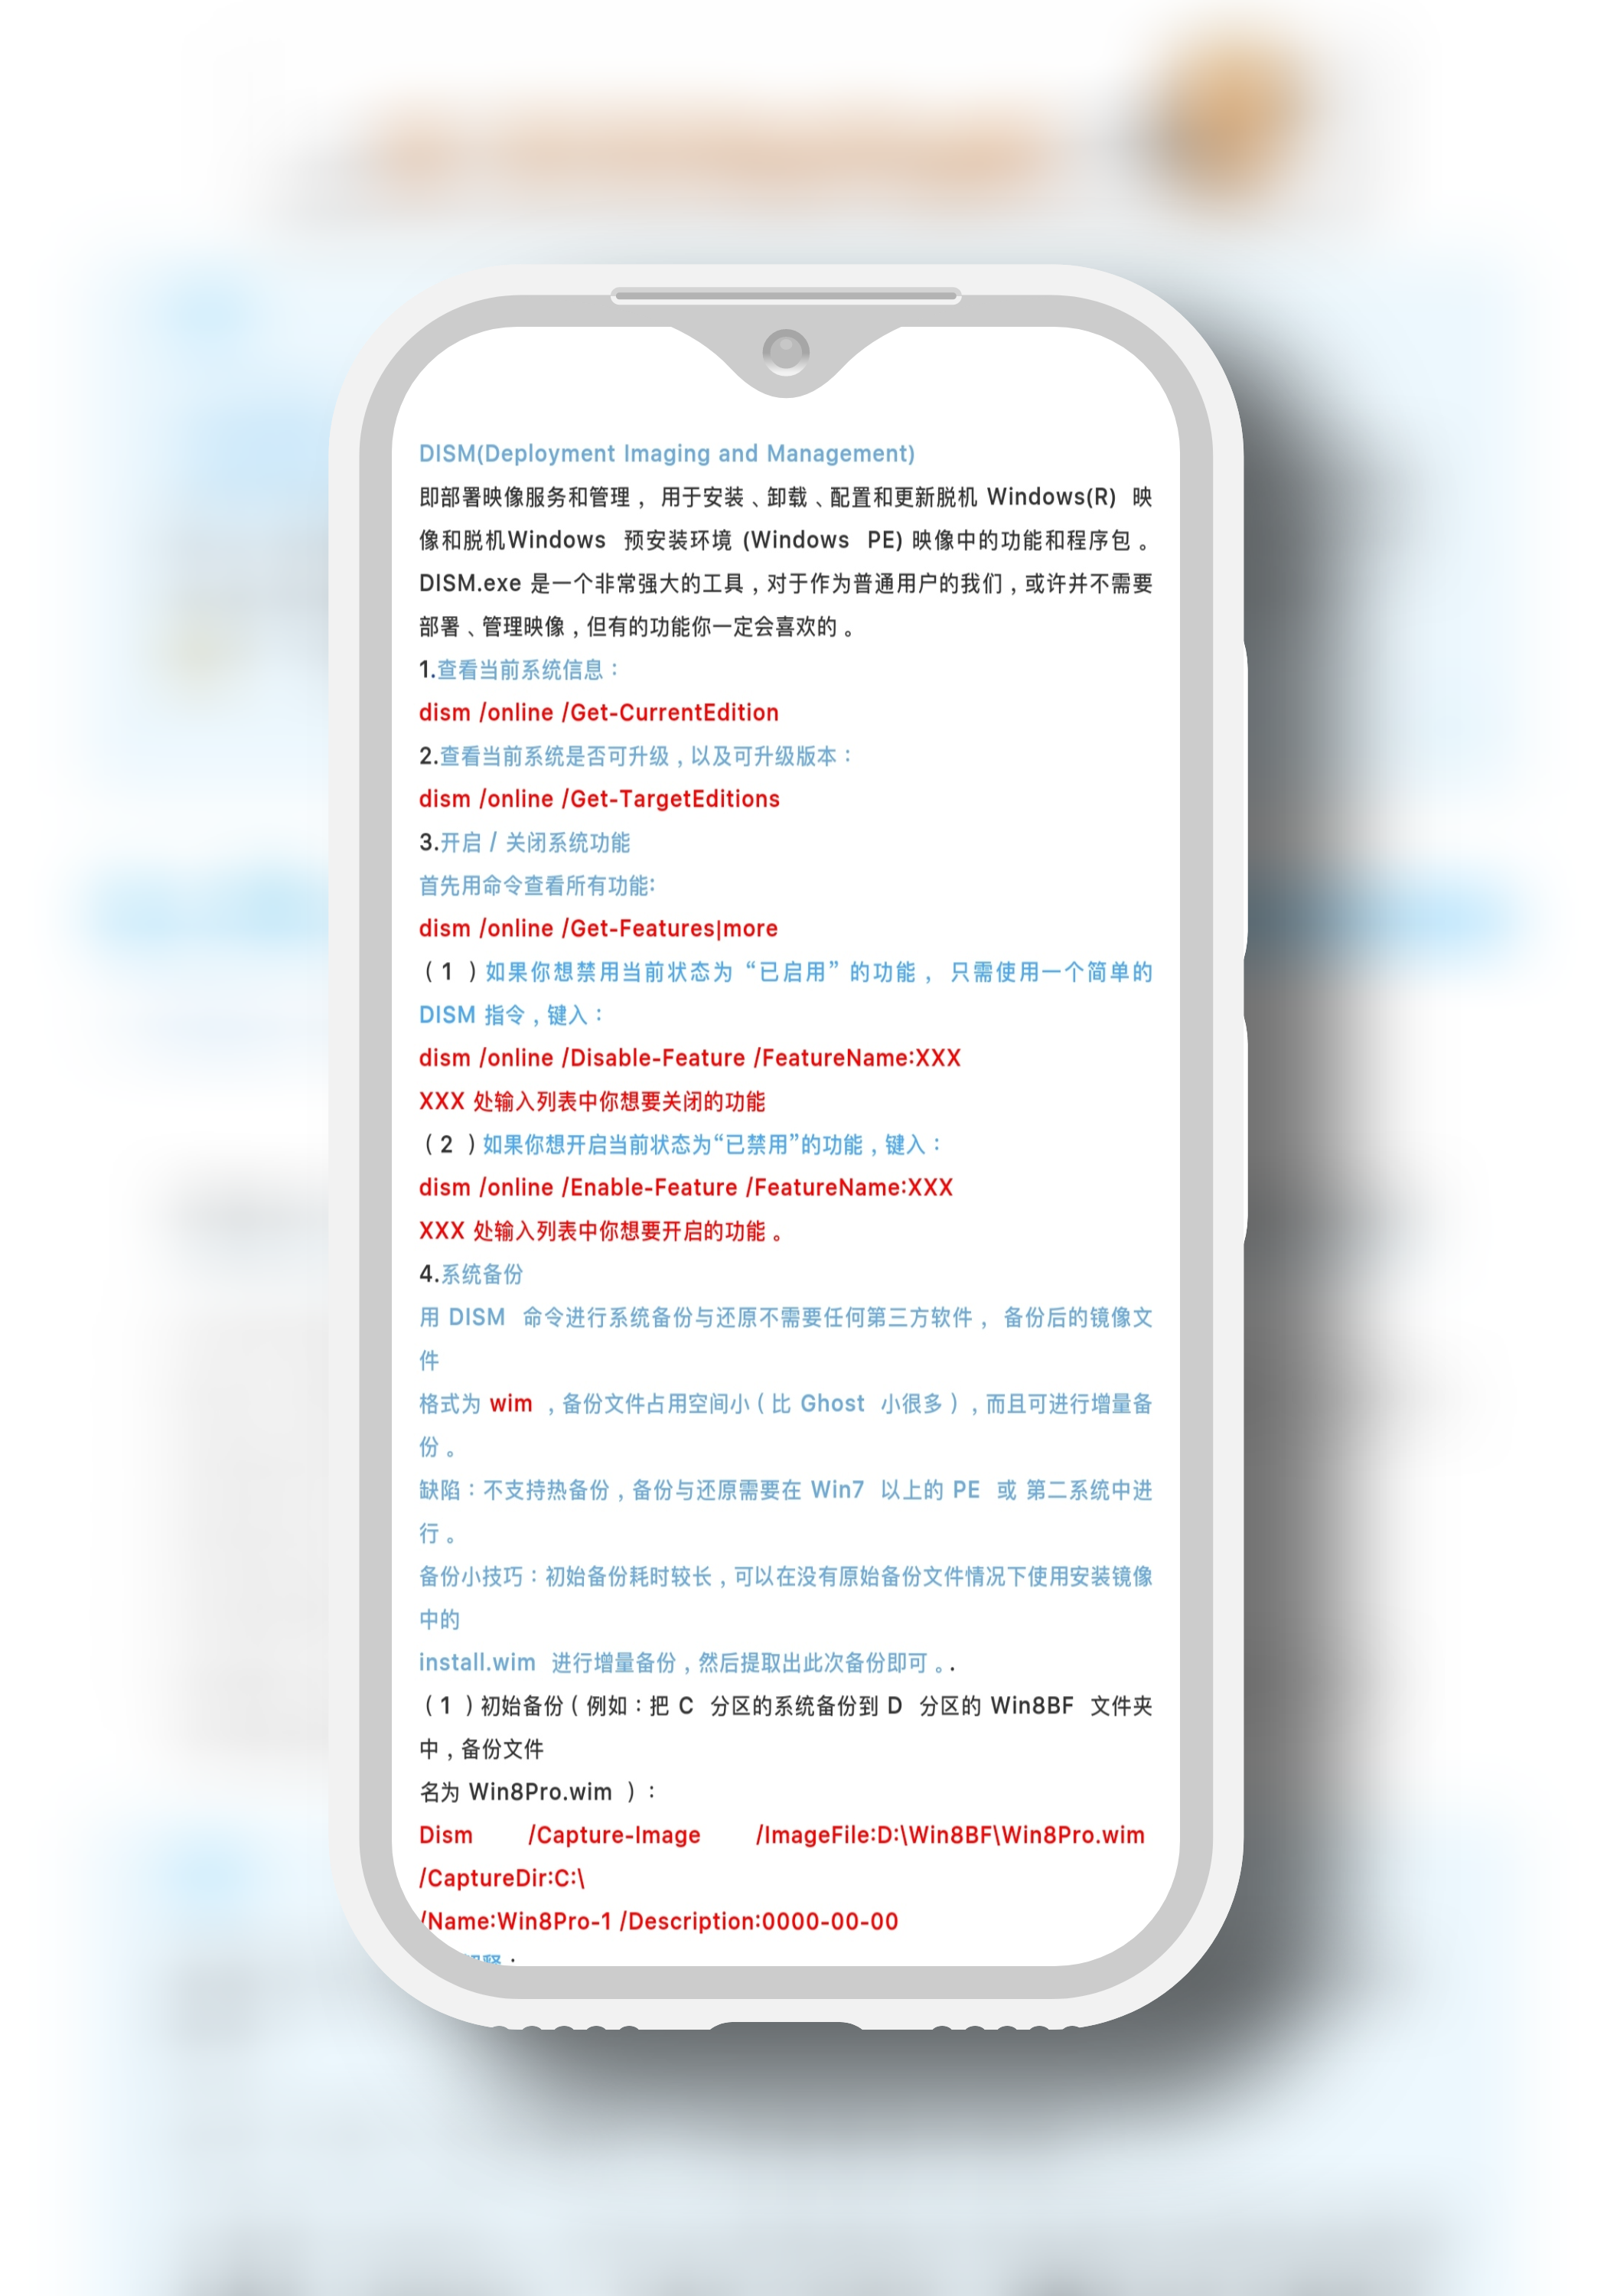 DISM(Deployment Imaging and Management)
即部署映像服务和管理，用于安装、卸载、配置和更新脱机 Windows(R) 映
像和脱机Windows 预安装环境 (Windows PE) 映像中的功能和程序包。
DISM.exe 是一个非常强大的工具，对于作为普通用户的我们，或许并不需要
部署、管理映像，但有的功能你一定会喜欢的。
1.查看当前系统信息：
dism /online /Get-CurrentEdition
2.查看当前系统是否可升级，以及可升级版本：
dism /online /Get-TargetEditions
3.开启 / 关闭系统功能
首先用命令查看所有功能:
dism /online /Get-Features|more
（1 ）如果你想禁用当前状态为 “已启用” 的功能， 只需使用一个简单的
DISM 指令，键入：
dism /online /Disable-Feature /FeatureName:XXX
XXX 处输入列表中你想要关闭的功能
（2 ）如果你想开启当前状态为“已禁用”的功能，键入：
dism /online /Enable-Feature /FeatureName:XXX
XXX 处输入列表中你想要开启的功能。
4.系统备份
用 DISM 命令进行系统备份与还原不需要任何第三方软件， 备份后的镜像文
件
格式为 wim ，备份文件占用空间小（比 Ghost 小很多），而且可进行增量备
份。
缺陷：不支持热备份，备份与还原需要在 Win7 以上的 PE 或 第二系统中进
行。
备份小技巧：初始备份耗时较长，可以在没有原始备份文件情况下使用安装镜像
中的
install.wim 进行增量备份，然后提取出此次备份即可。.
（1 ）初始备份（例如：把 C 分区的系统备份到 D 分区的 Win8BF 文件夹
中，备份文件
名为 Win8Pro.wim ）：
Dism /Capture-Image /ImageFile:D:\Win8BF\Win8Pro.wim
/CaptureDir:C:\
/Name:Win8Pro-1 /Description:0000-00-00